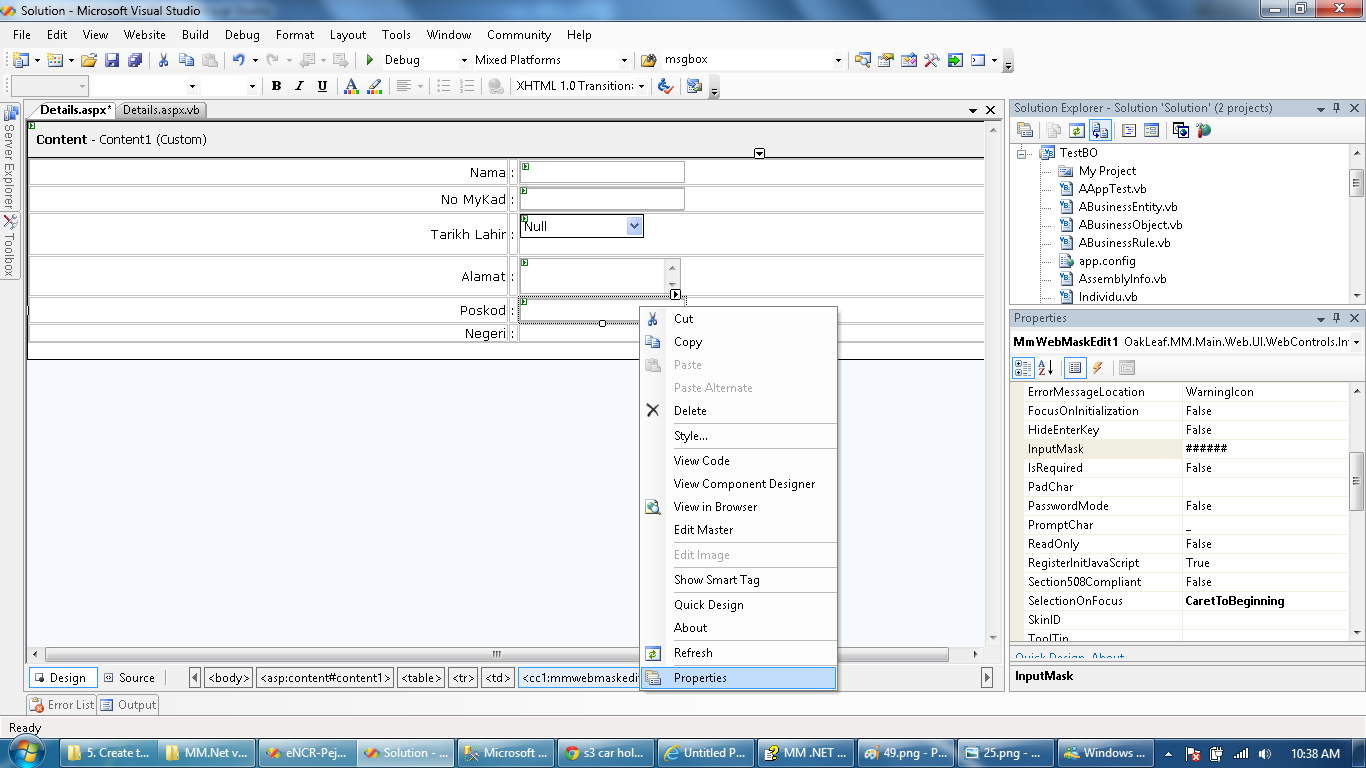 Solution - Microsoft Visual Studio
File Edit View Website Build Debug Format Layout Tools Window Community Help
Debug Mixed Platforms msgbox
B I U A XHTML 1.0 Transition
Details.aspx* Details.aspx.vb
Content - Content1 (Custom)
Nama :
No MyKad :
Tarikh Lahir : Null
Alamat :
Poskod :
Negeri :
Cut
Copy
Paste
Paste Alternate
Delete
Style...
View Code
View Component Designer
View in Browser
Edit Master
Edit Image
Show Smart Tag
Quick Design
About
Refresh
Properties
Server Explorer
Toolbox
Design Source <body> <asp:content#content1> <table> <tr> <td> <cc1:mmwebmaskedi
Error List Output
Ready
Solution Explorer - Solution 'Solution' (2 projects)
TestBO
My Project
AAppTest.vb
ABusinessEntity.vb
ABusinessObject.vb
ABusinessRule.vb
app.config
AssemblyInfo.vb
Individu.vb
Properties
MmWebMaskEdit1 OakLeaf.MM.Main.Web.UI.WebControls.In
ErrorMessageLocation WarningIcon
FocusOnInitialization False
HideEnterKey False
InputMask ######
IsRequired False
PadChar
PasswordMode False
PromptChar _
ReadOnly False
RegisterInitJavaScript True
Section508Compliant False
SelectionOnFocus CaretToBeginning
SkinID
ToolTip
Quick Design, About
InputMask
5. Create t... MM.Net v... eNCR-Pej... Solution - ... Microsoft ... s3 car hol... Untitled P... MM .NET ... 49.png - P... 25.png - ... Windows ... 10:38 AM